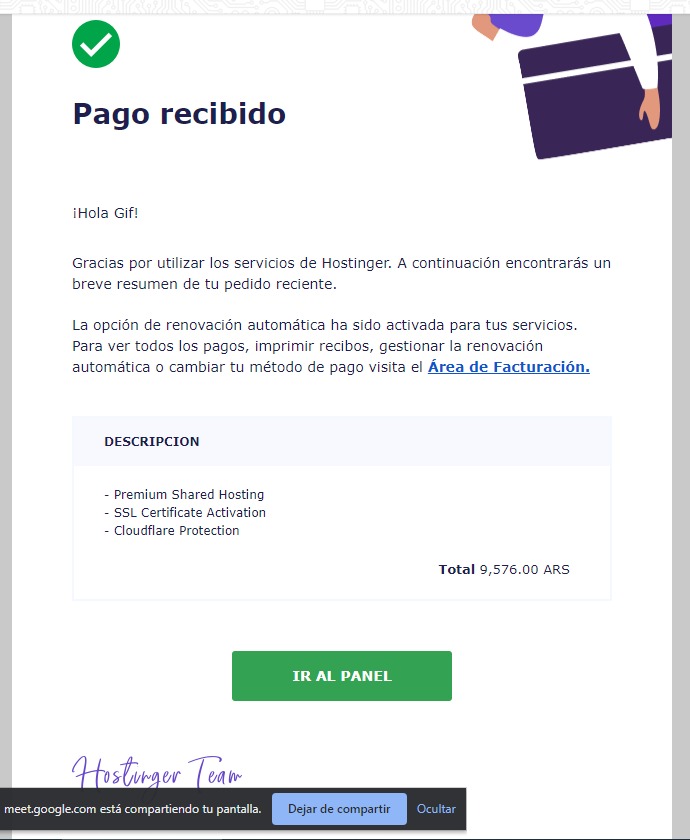 Pago recibido
¡Hola Gif!
Gracias por utilizar los servicios de Hostinger. A continuación encontrarás un
breve resumen de tu pedido reciente.
La opción de renovación automática ha sido activada para tus servicios.
Para ver todos los pagos, imprimir recibos, gestionar la renovación
automática o cambiar tu método de pago visita el Área de Facturación.
DESCRIPCION
- Premium Shared Hosting
- SSL Certificate Activation
- Cloudflare Protection
Total 9,576.00 ARS
IR AL PANEL
Hostinger Team
meet.google.com está compartiendo tu pantalla. Dejar de compartir Ocultar